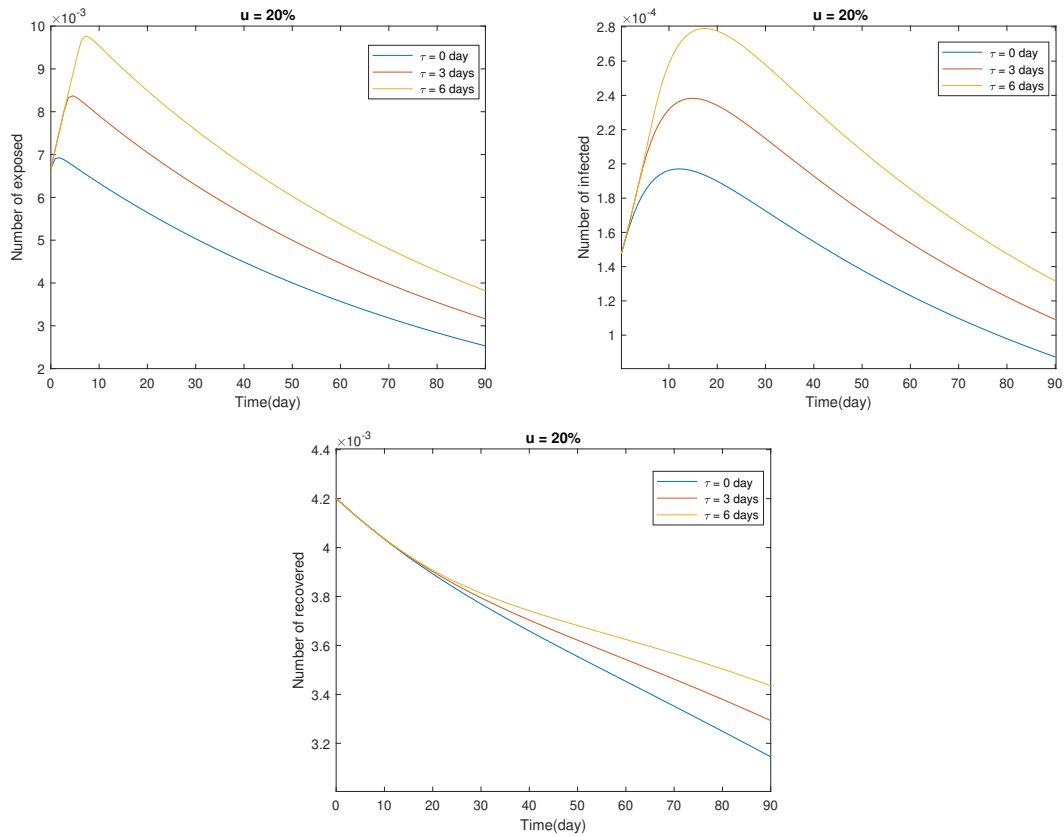 u = 20%
×10-3
10
9
8
7
6
5
4
3
2
Number of exposed
τ = 0 day
τ = 3 days
τ = 6 days
0 10 20 30 40 50 60 70 80 90
Time(day)
u = 20%
×10-4
2.8
2.6
2.4
2.2
2
1.8
1.6
1.4
1.2
1
Number of infected
τ = 0 day
τ = 3 days
τ = 6 days
10 20 30 40 50 60 70 80 90
Time(day)
u = 20%
×10-3
4.4
4.2
4
3.8
3.6
3.4
3.2
Number of recovered
τ = 0 day
τ = 3 days
τ = 6 days
0 10 20 30 40 50 60 70 80 90
Time(day)